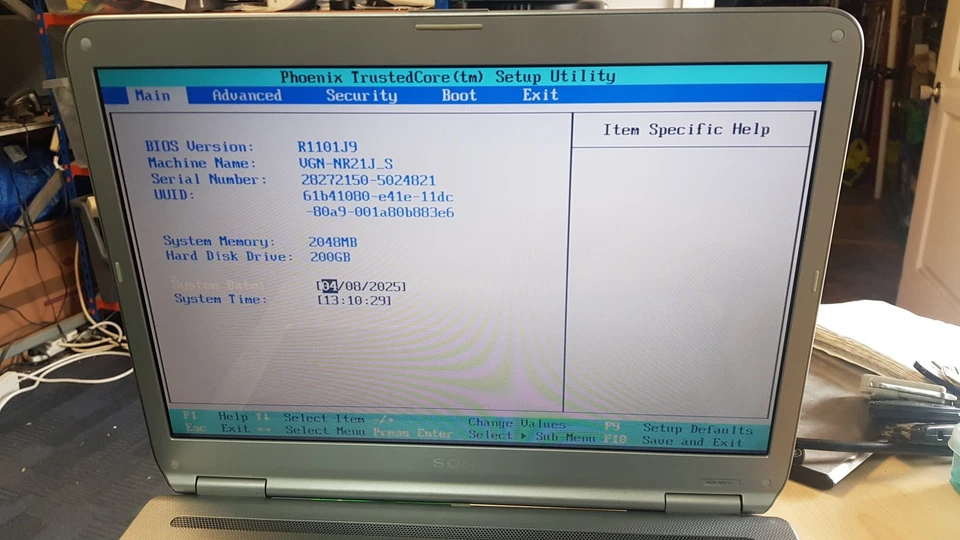 Phoenix TrustedCore(tm) Setup Utility
Main Advanced Security Boot Exit
Item Specific Help
BIOS Version: R1101J9
Machine Name: VGN-NR21J_S
Serial Number: 28272150-5024821
UUID: 61b41080-e41e-11dc
-80a9-001a80b883e6
System Memory: 2048MB
Hard Disk Drive: 200GB
System Date: [04/08/2025]
System Time: [13:10:29]
F1 Help ↑↓ Select Item -/+ Change Values F9 Setup Defaults
Esc Exit ↔ Select Menu Press Enter Select ▸ Sub-Menu F10 Save and Exit
SONY